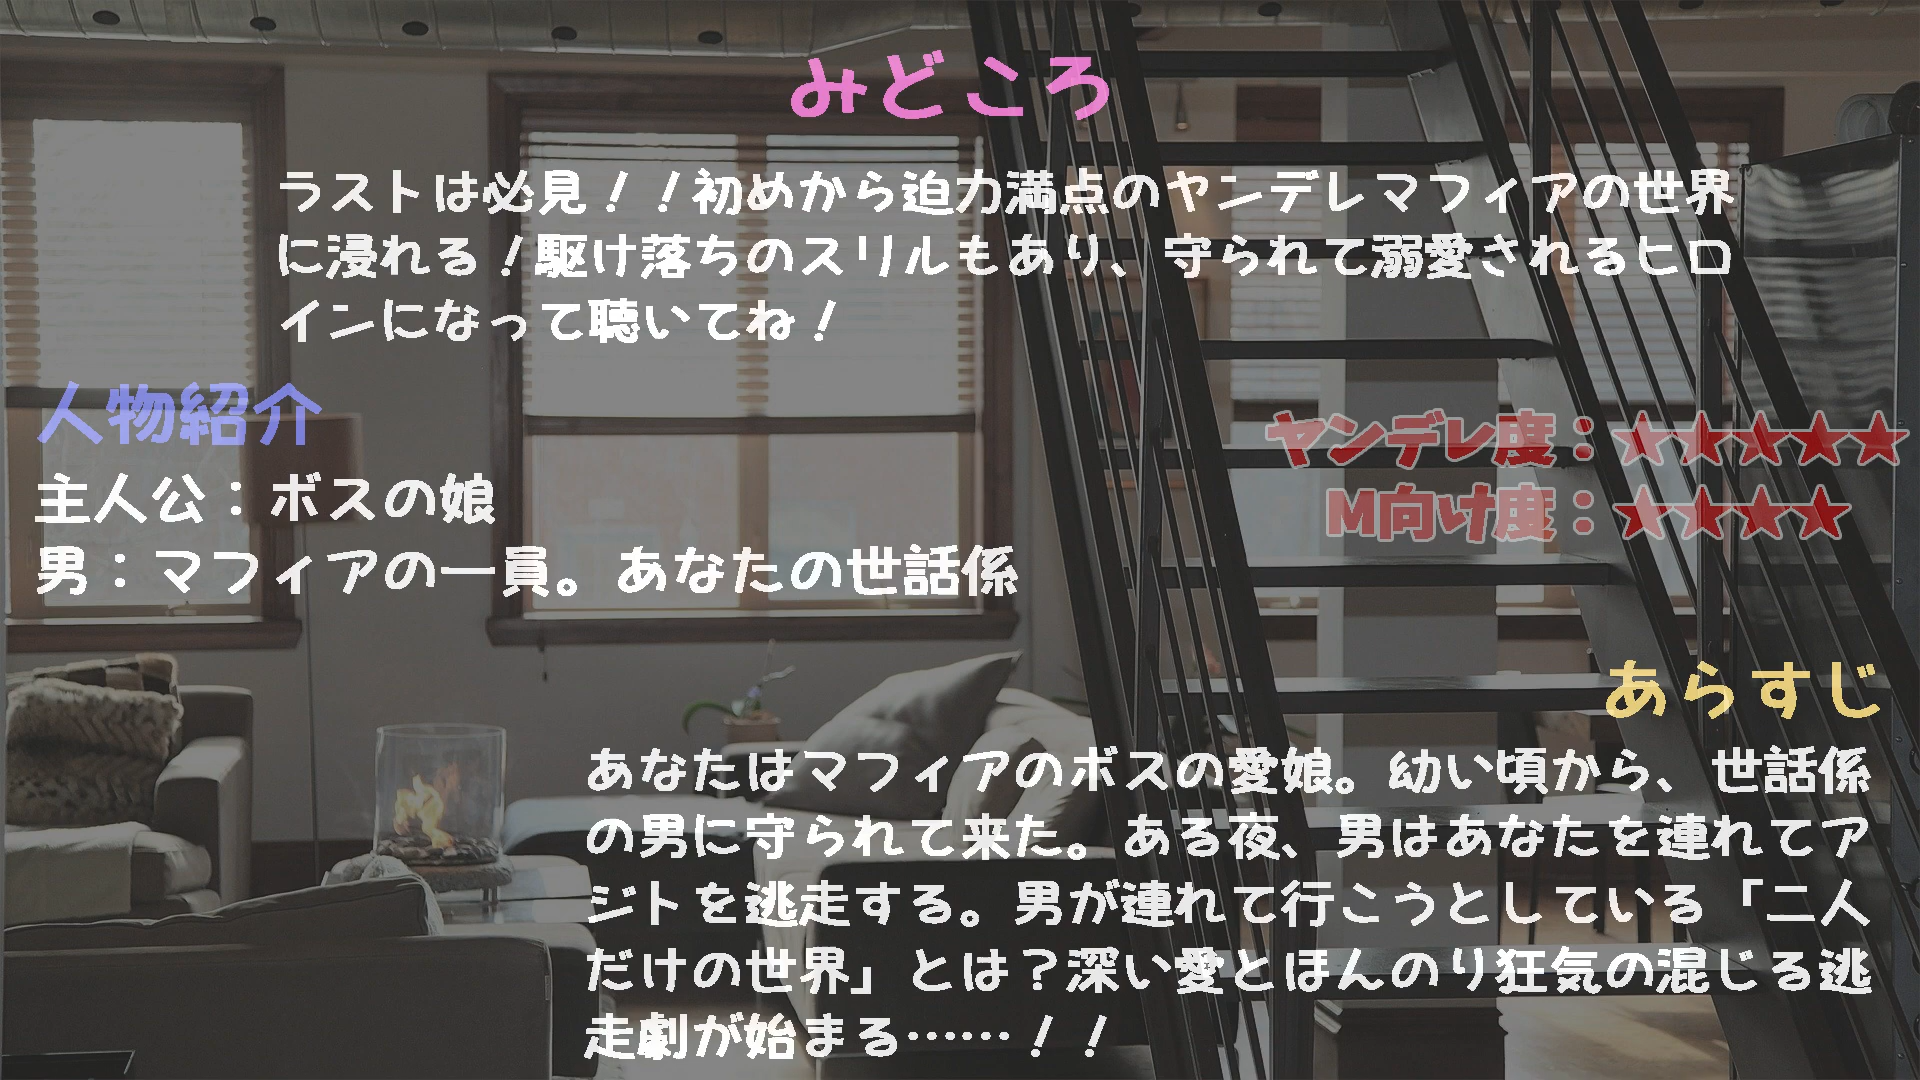 みどころ
ラストは必見！！初めから迫力満点のヤンデレマフィアの世界
に浸れる！駆け落ちのスリルもあり、守られて溺愛されるヒロ
インになって聴いてね！
人物紹介
主人公：ボスの娘
男：マフィアの一員。あなたの世話係
ヤンデレ度：★★★★★
M向け度：★★★★
あらすじ
あなたはマフィアのボスの愛娘。幼い頃から、世話係
の男に守られて来た。ある夜、男はあなたを連れてア
ジトを逃走する。男が連れて行こうとしている「二人
だけの世界」とは？深い愛とほんのり狂気の混じる逃
走劇が始まる……！！